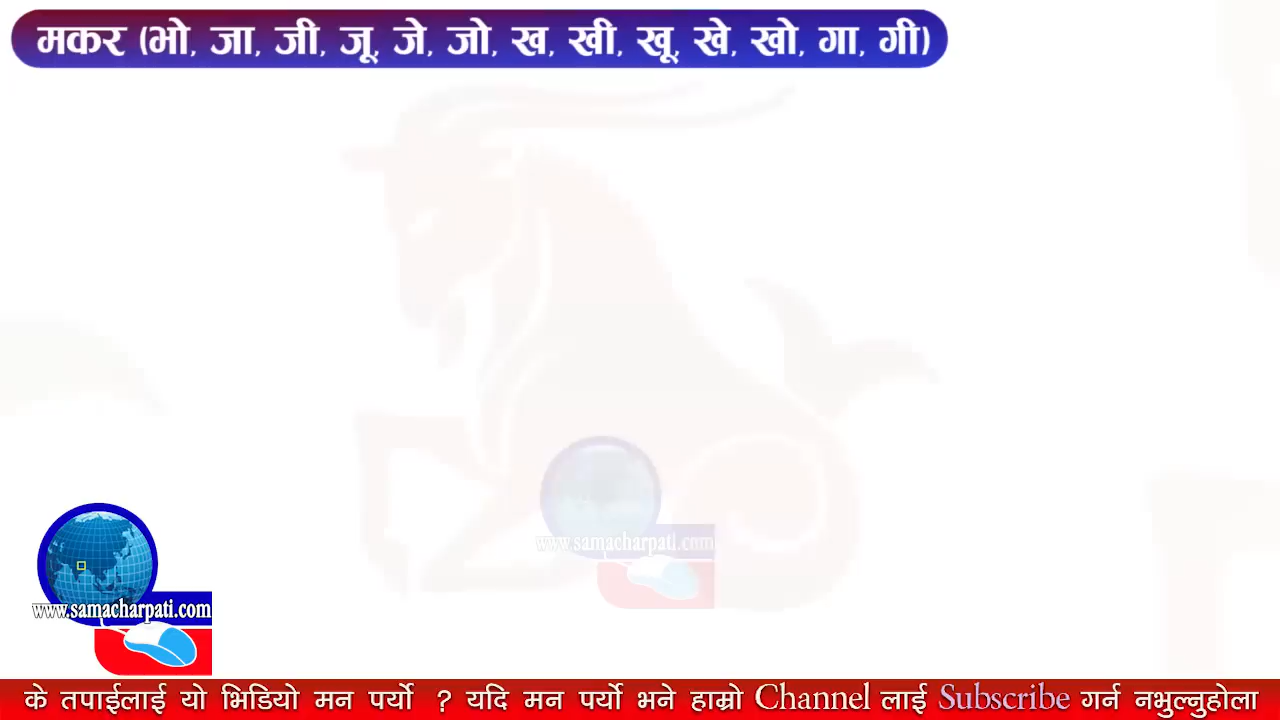 मकर (भो, जा, जी, जू, जे, जो, ख, खी, खू, खे, खो, गा, गी)
www.samacharpati.com
www.samacharpati.com
के तपाईलाई यो भिडियो मन पर्यो ? यदि मन पर्यो भने हाम्रो Channel लाई Subscribe गर्न नभुल्नुहोला